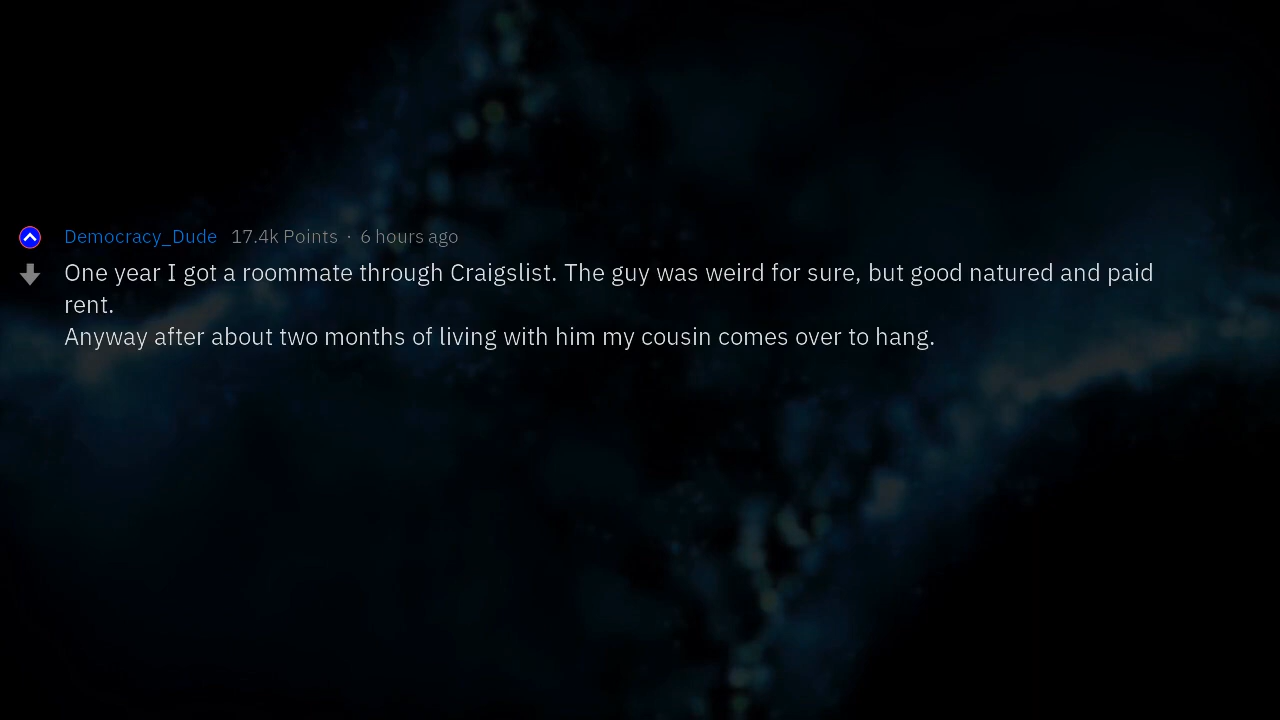 Democracy_Dude 17.4k Points · 6 hours ago
One year I got a roommate through Craigslist. The guy was weird for sure, but good natured and paid
rent.
Anyway after about two months of living with him my cousin comes over to hang.